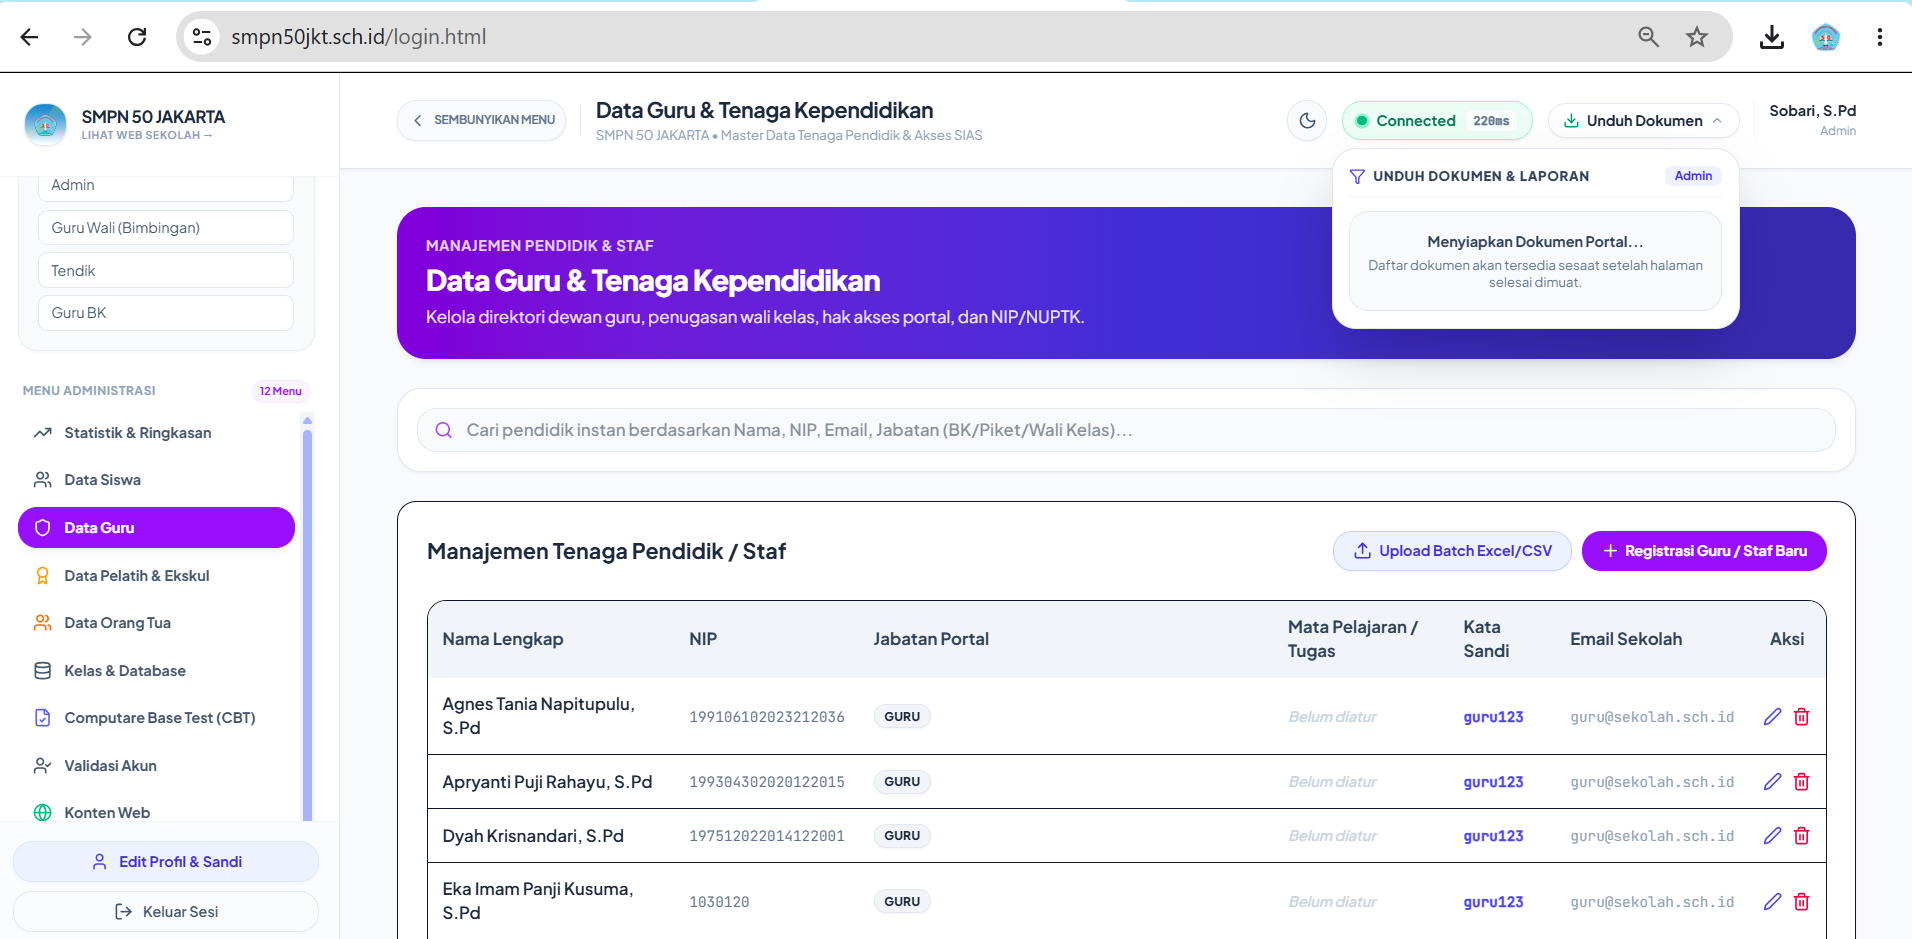 smpn50jkt.sch.id/login.html
SMPN 50 JAKARTA
LIHAT WEB SEKOLAH →
Admin
Guru Wali (Bimbingan)
Tendik
Guru BK
MENU ADMINISTRASI
12 Menu
Statistik & Ringkasan
Data Siswa
Data Guru
Data Pelatih & Ekskul
Data Orang Tua
Kelas & Database
Computare Base Test (CBT)
Validasi Akun
Konten Web
Edit Profil & Sandi
Keluar Sesi
SEMBUNYIKAN MENU
Data Guru & Tenaga Kependidikan
SMPN 50 JAKARTA • Master Data Tenaga Pendidik & Akses SIAS
Connected 220ms
Unduh Dokumen
Sobari, S.Pd
Admin
UNDUH DOKUMEN & LAPORAN
Admin
Menyiapkan Dokumen Portal...
Daftar dokumen akan tersedia sesaat setelah halaman
selesai dimuat.
MANAJEMEN PENDIDIK & STAF
Data Guru & Tenaga Kependidikan
Kelola direktori dewan guru, penugasan wali kelas, hak akses portal, dan NIP/NUPTK.
Cari pendidik instan berdasarkan Nama, NIP, Email, Jabatan (BK/Piket/Wali Kelas)...
Manajemen Tenaga Pendidik / Staf
Upload Batch Excel/CSV
Registrasi Guru / Staf Baru
Nama Lengkap
NIP
Jabatan Portal
Mata Pelajaran /
Tugas
Kata
Sandi
Email Sekolah
Aksi
Agnes Tania Napitupulu,
S.Pd
199106102023212036
GURU
Belum diatur
guru123
guru@sekolah.sch.id
Apryanti Puji Rahayu, S.Pd
199304302020122015
GURU
Belum diatur
guru123
guru@sekolah.sch.id
Dyah Krisnandari, S.Pd
197512022014122001
GURU
Belum diatur
guru123
guru@sekolah.sch.id
Eka Imam Panji Kusuma,
S.Pd
1030120
GURU
Belum diatur
guru123
guru@sekolah.sch.id